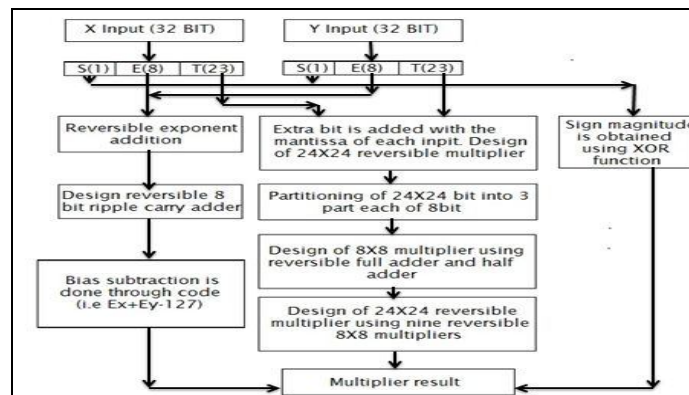 X Input (32 BIT)
Y Input (32 BIT)
S(1) E(8) T(23)
S(1) E(8) T(23)
Reversible exponent
addition
Extra bit is added with the
mantissa of each inpit. Design
of 24X24 reversible multiplier
Sign magnitude
is obtained
using XOR
function
Design reversible 8
bit ripple carry adder
Partitioning of 24X24 bit into 3
part each of 8bit
Bias subtraction is
done through code
(i.e Ex+Ey-127)
Design of 8X8 multiplier using
reversible full adder and half
adder
Design of 24X24 reversible
multiplier using nine reversible
8X8 multipliers
Multiplier result